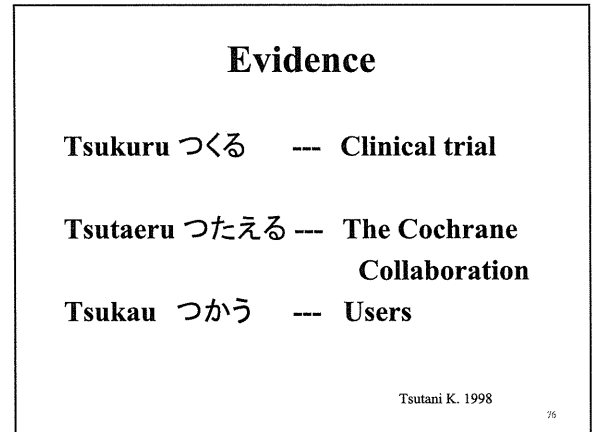 Evidence
Tsukuru つくる --- Clinical trial
Tsutaeru つたえる --- The Cochrane
Collaboration
Tsukau つかう --- Users
Tsutani K. 1998
76